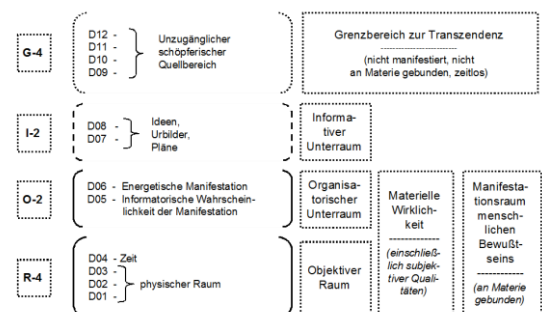 G-4
D12 -
D11 -
D10 -
D09 -
Unzugänglicher
schöpferischer
Quellbereich
Grenzbereich zur Transzendenz
(nicht manifestiert, nicht
an Materie gebunden, zeitlos)
I-2
D08 -
D07 -
Ideen,
Urbilder,
Pläne
Informa-
tiver
Unterraum
O-2
D06 - Energetische Manifestation
D05 - Informatorische Wahrschein-
lichkeit der Manifestation
Organisa-
torischer
Unterraum
R-4
D04 - Zeit
D03 -
D02 -
D01 -
physischer Raum
Objektiver
Raum
Materielle
Wirklich-
keit
(einschließ-
lich subjek-
tiver Quali-
täten)
Manifesta-
tionsraum
mensch-
lichen
Bewußt-
seins
(an Materie
gebunden)